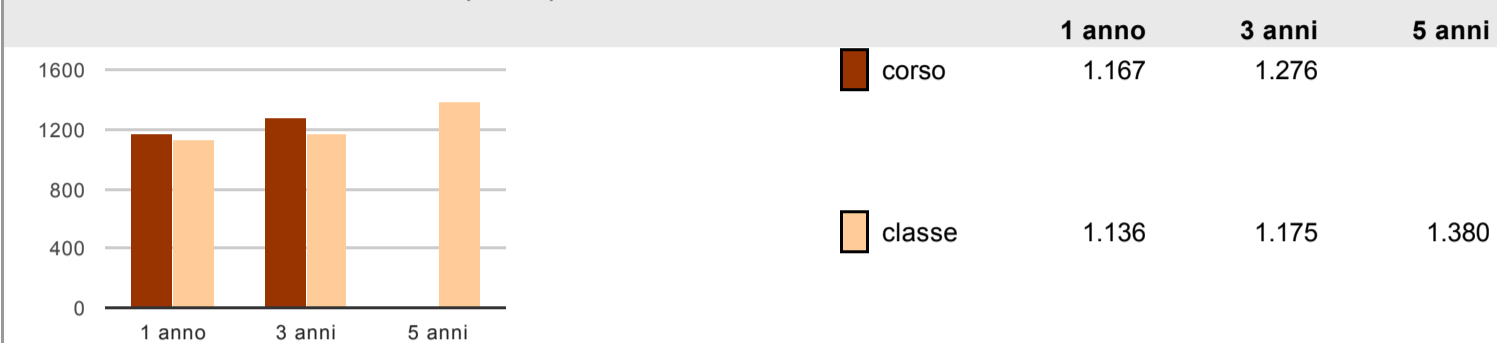 1 anno 3 anni 5 anni
1600
1200
800
400
0
1 anno 3 anni 5 anni
corso 1.167 1.276
classe 1.136 1.175 1.380